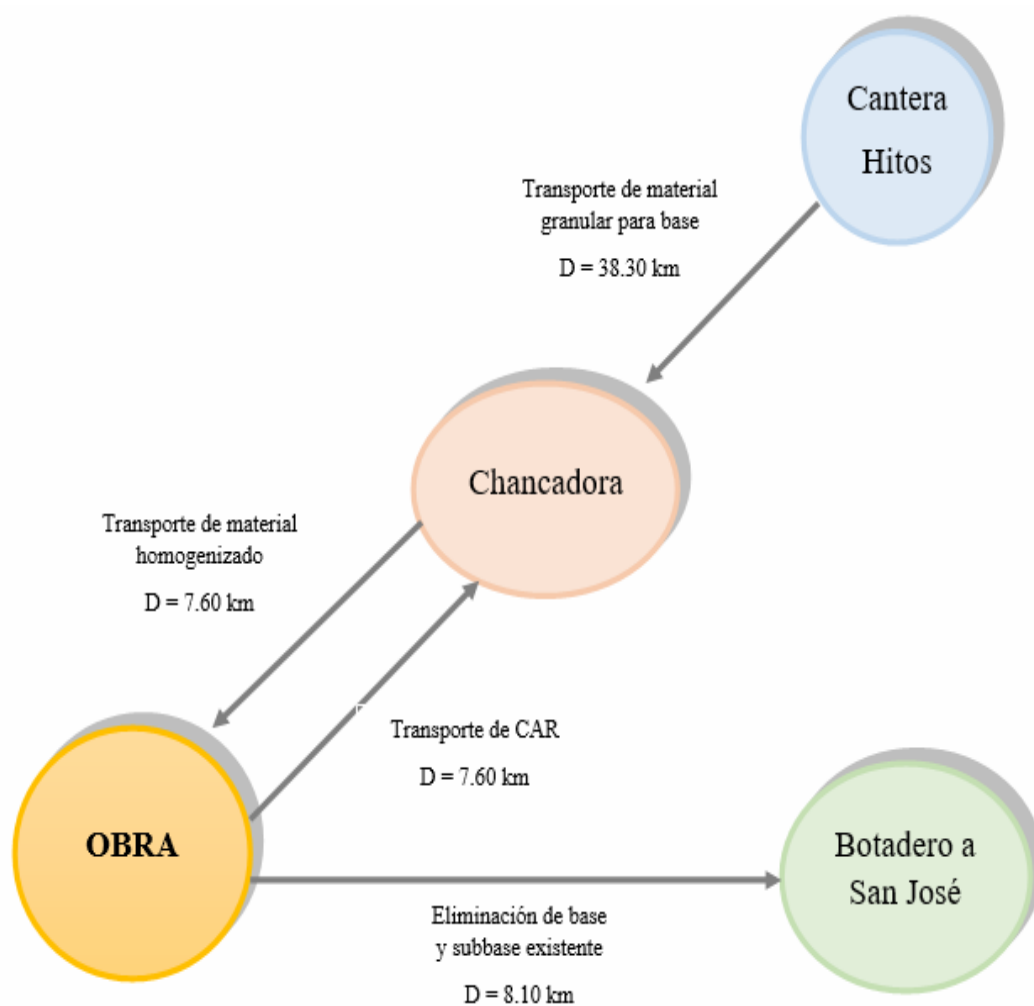 Cantera
Hitos
Transporte de material
granular para base
D = 38.30 km
Chancadora
Transporte de material
homogenizado
D = 7.60 km
Transporte de CAR
D = 7.60 km
OBRA
Botadero a
San José
Eliminación de base
y subbase existente
D = 8.10 km